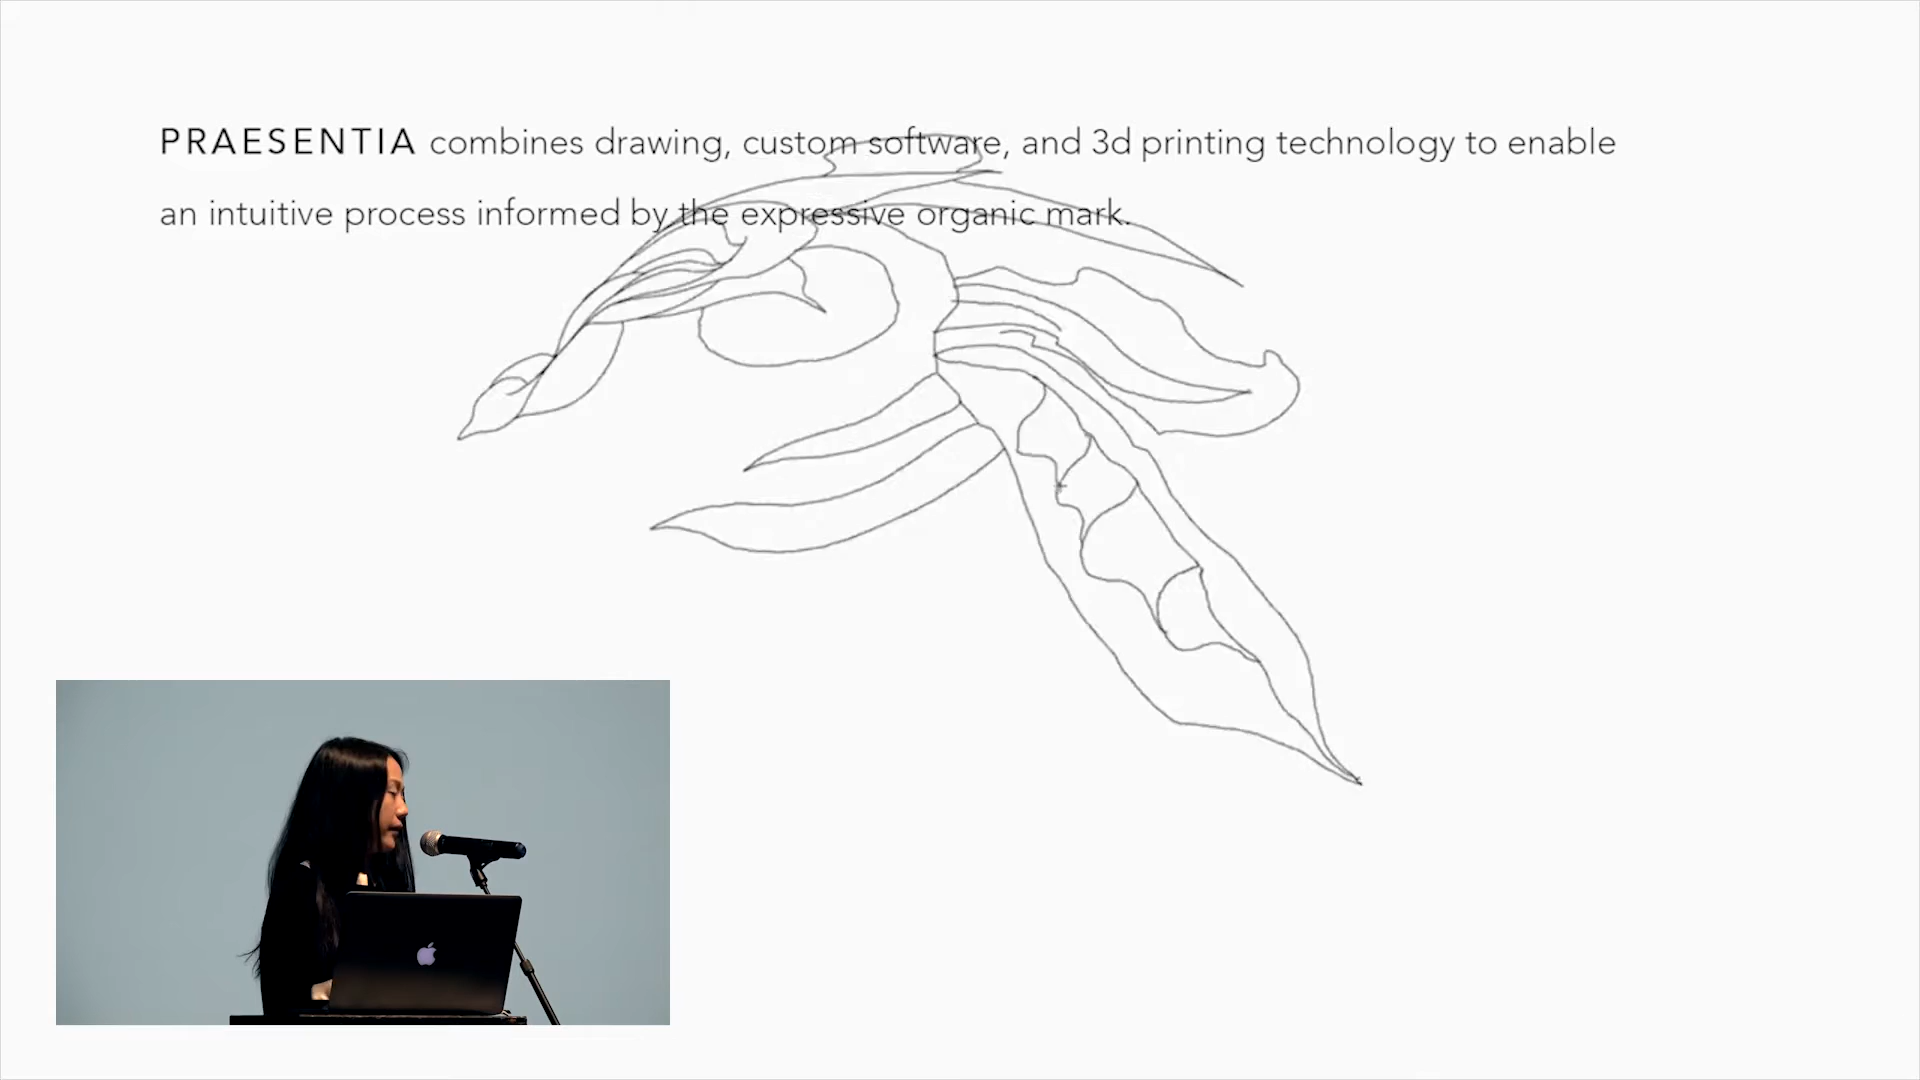 PRAESENTIA combines drawing, custom software, and 3d printing technology to enable
an intuitive process informed by the expressive organic mark.